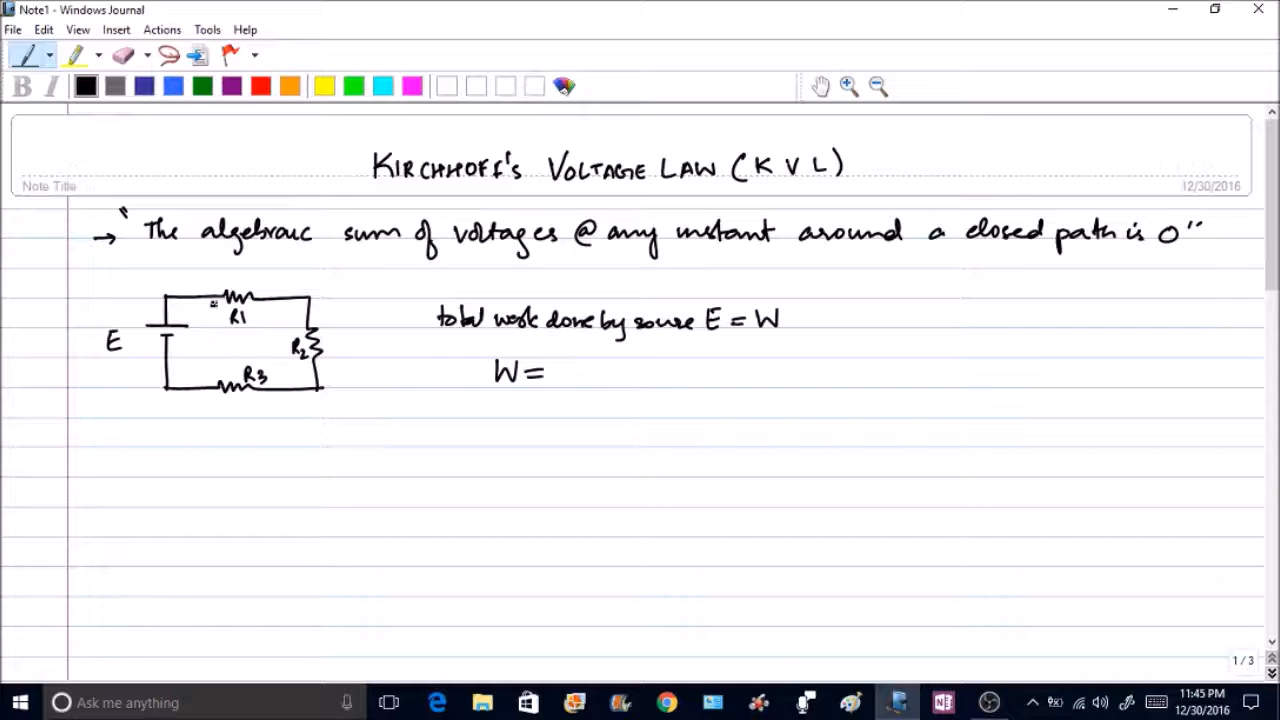 Note1 - Windows Journal
File Edit View Insert Actions Tools Help
B I
KIRCHHOFF'S VOLTAGE LAW (K V L)
Note Title
12/30/2016
→ "The algebraic sum of voltages @ any instant around a closed path is 0"
R1
E
R2
R3
total work done by sourse E = W
W =
1 / 3
Ask me anything
11:45 PM
12/30/2016